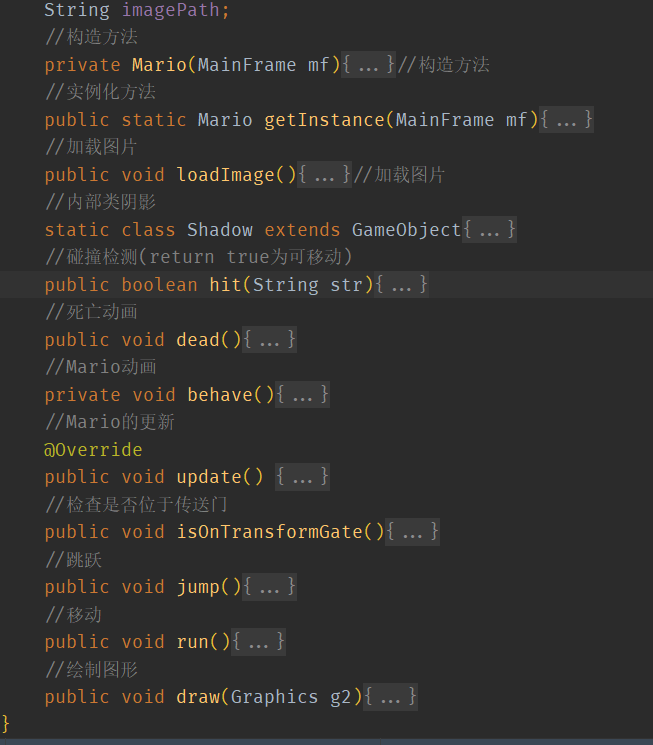 String imagePath;
//构造方法
private Mario(MainFrame mf){...}//构造方法
//实例化方法
public static Mario getInstance(MainFrame mf){...}
//加载图片
public void loadImage(){...}//加载图片
//内部类阴影
static class Shadow extends GameObject{...}
//碰撞检测(return true为可移动)
public boolean hit(String str){...}
//死亡动画
public void dead(){...}
//Mario动画
private void behave(){...}
//Mario的更新
@Override
public void update() {...}
//检查是否位于传送门
public void isOnTransformGate(){...}
//跳跃
public void jump(){...}
//移动
public void run(){...}
//绘制图形
public void draw(Graphics g2){...}
}